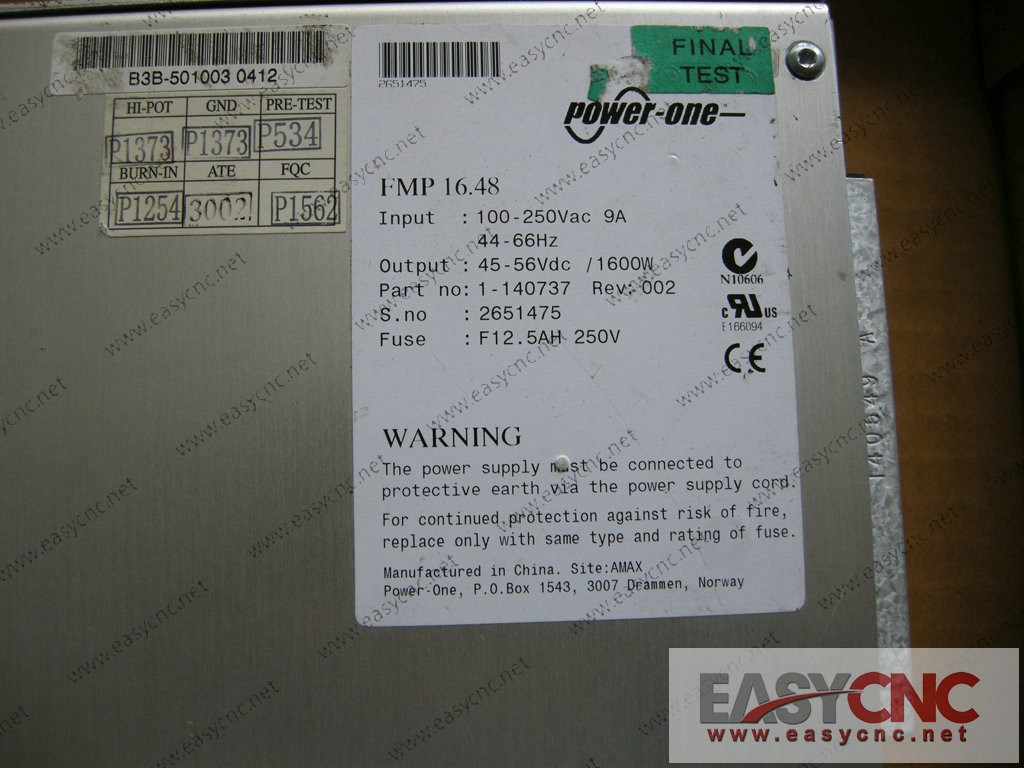 B3B-501003 0412
HI-POT GND PRE-TEST
P1373 P1373 P534
BURN-IN ATE FQC
P1254 3002 P1562
2651475
FINAL
TEST
power-one
FMP 16.48
Input : 100-250Vac 9A
44-66Hz
Output : 45-56Vdc /1600W
Part no: 1-140737 Rev: 002
S.no : 2651475
Fuse : F12.5AH 250V
N10606
c RU US
E166094
CE
WARNING
The power supply must be connected to
protective earth via the power supply cord.
For continued protection against risk of fire,
replace only with same type and rating of fuse.
Manufactured in China. Site:AMAX
Power-One, P.O.Box 1543, 3007 Drammen, Norway
140649 A
EASYCNC
www.easycnc.net